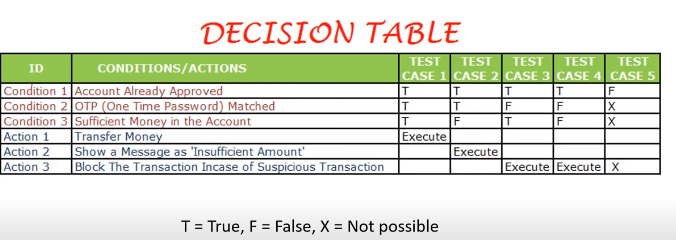 DECISION TABLE
ID CONDITIONS/ACTIONS TEST CASE 1 TEST CASE 2 TEST CASE 3 TEST CASE 4 TEST CASE 5
Condition 1 Account Already Approved T T T T F
Condition 2 OTP (One Time Password) Matched T T F F X
Condition 3 Sufficient Money in the Account T F T F X
Action 1 Transfer Money Execute
Action 2 Show a Message as 'Insufficient Amount' Execute
Action 3 Block The Transaction Incase of Suspicious Transaction Execute Execute X
T = True, F = False, X = Not possible